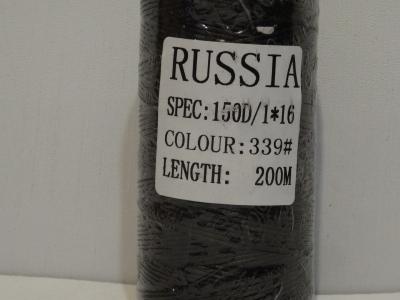 RUSSIA
SPEC:150D/1*16
COLOUR:339#
LENGTH: 200M